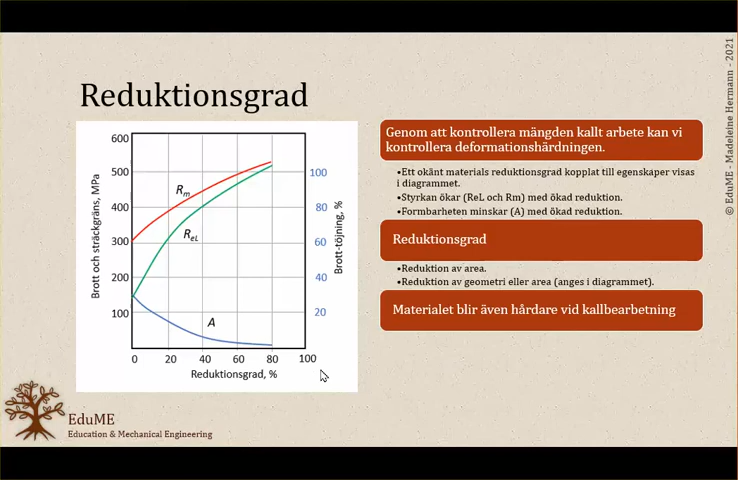 Reduktionsgrad
600
500
400
300
200
100
Brott och sträckgräns, MPa
100
80
60
40
20
Brott-töjning, %
Rm
ReL
A
0 20 40 60 80 100
Reduktionsgrad, %
Genom att kontrollera mängden kallt arbete kan vi
kontrollera deformationshärdningen.
•Ett okänt materials reduktionsgrad kopplat till egenskaper visas
i diagrammet.
•Styrkan ökar (ReL och Rm) med ökad reduktion.
•Formbarheten minskar (A) med ökad reduktion.
Reduktionsgrad
•Reduktion av area.
•Reduktion av geometri eller area (anges i diagrammet).
Materialet blir även hårdare vid kallbearbetning
EduME
Education & Mechanical Engineering
© EduME - Madeleine Hermann - 2021